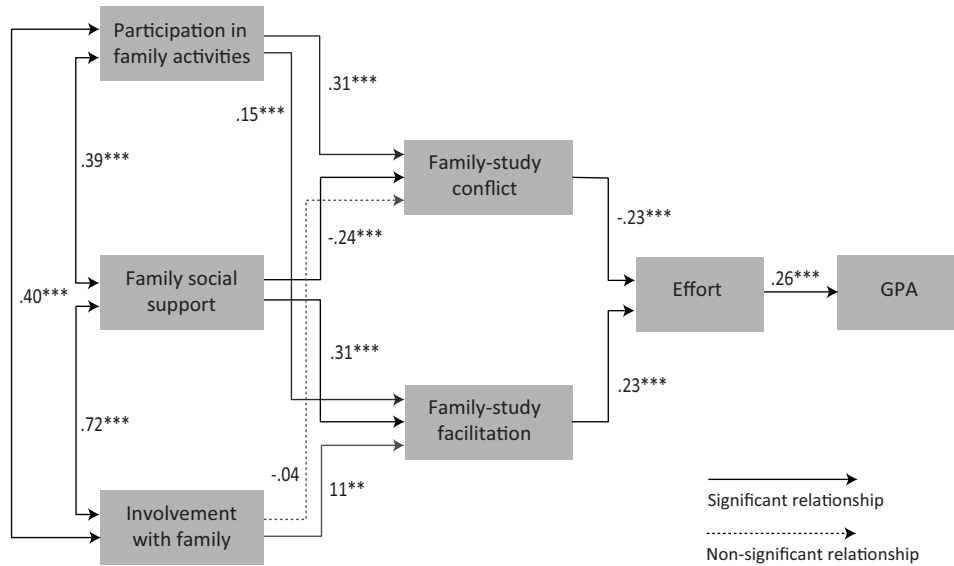 Participation in
family activities
.31***
.15***
Family-study
conflict
.39***
-.24***
-.23***
Family social
support
Effort
.26***
GPA
.40***
.31***
.23***
Family-study
facilitation
.72***
-.04
11**
Involvement
with family
Significant relationship
Non-significant relationship